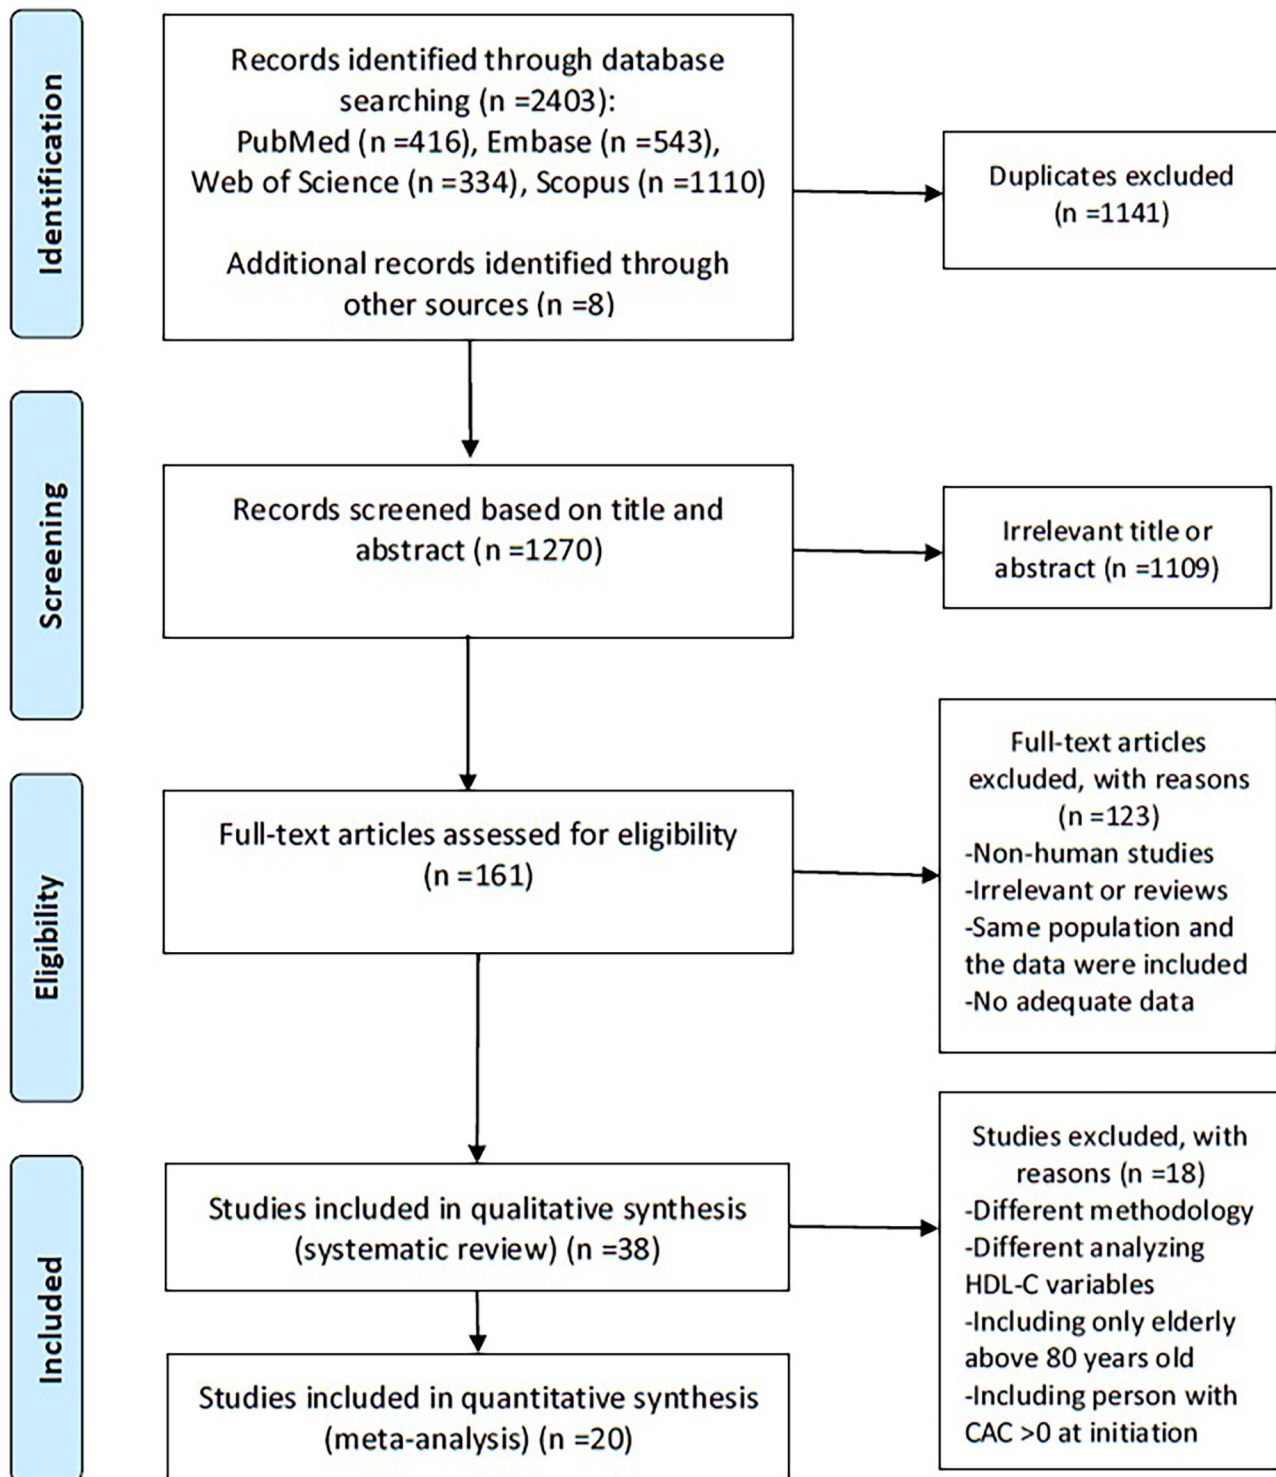 Identification
Records identified through database
searching (n =2403):
PubMed (n =416), Embase (n =543),
Web of Science (n =334), Scopus (n =1110)
Additional records identified through
other sources (n =8)
Duplicates excluded
(n =1141)
Screening
Records screened based on title and
abstract (n =1270)
Irrelevant title or
abstract (n =1109)
Eligibility
Full-text articles assessed for eligibility
(n =161)
Full-text articles
excluded, with reasons
(n =123)
-Non-human studies
-Irrelevant or reviews
-Same population and
the data were included
-No adequate data
Included
Studies included in qualitative synthesis
(systematic review) (n =38)
Studies excluded, with
reasons (n =18)
-Different methodology
-Different analyzing
HDL-C variables
-Including only elderly
above 80 years old
-Including person with
CAC >0 at initiation
Studies included in quantitative synthesis
(meta-analysis) (n =20)